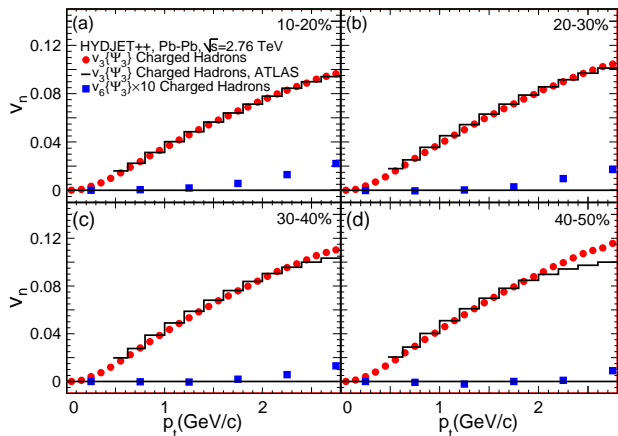 (a) 10-20%
HYDJET++, Pb-Pb, √s=2.76 TeV
v₃{Ψ₃} Charged Hadrons
v₃{Ψ₃} Charged Hadrons, ATLAS
v₆{Ψ₃}×10 Charged Hadrons
(b) 20-30%
vₙ
0.12
0.08
0.04
0
(c) 30-40%
(d) 40-50%
vₙ
0.12
0.08
0.04
0
0 1 2
0 1 2
pₜ(GeV/c)
pₜ(GeV/c)